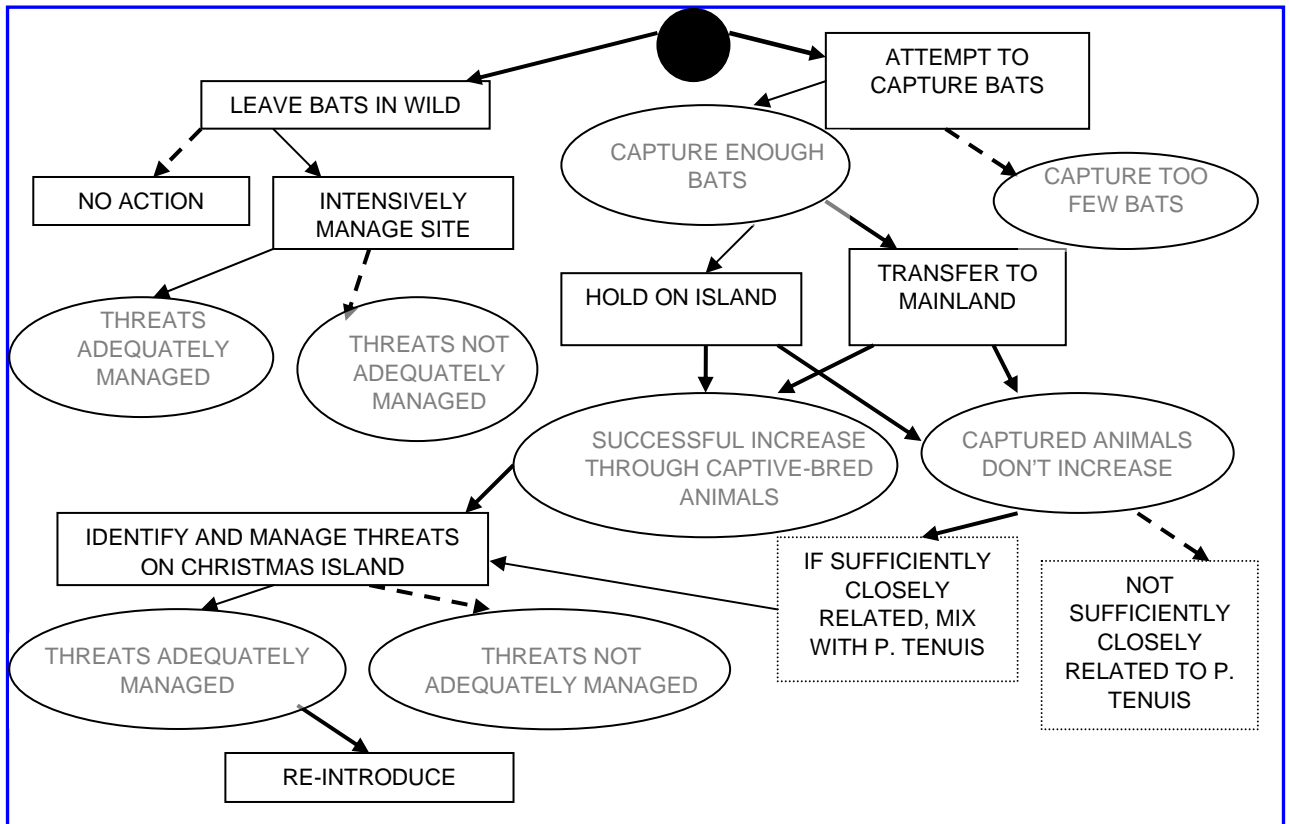 ATTEMPT TO
CAPTURE BATS
LEAVE BATS IN WILD
CAPTURE ENOUGH
BATS
CAPTURE TOO
FEW BATS
NO ACTION
INTENSIVELY
MANAGE SITE
HOLD ON ISLAND
TRANSFER TO
MAINLAND
THREATS
ADEQUATELY
MANAGED
THREATS NOT
ADEQUATELY
MANAGED
SUCCESSFUL INCREASE
THROUGH CAPTIVE-BRED
ANIMALS
CAPTURED ANIMALS
DON'T INCREASE
IDENTIFY AND MANAGE THREATS
ON CHRISTMAS ISLAND
IF SUFFICIENTLY
CLOSELY
RELATED, MIX
WITH P. TENUIS
NOT
SUFFICIENTLY
CLOSELY
RELATED TO P.
TENUIS
THREATS ADEQUATELY
MANAGED
THREATS NOT
ADEQUATELY MANAGED
RE-INTRODUCE